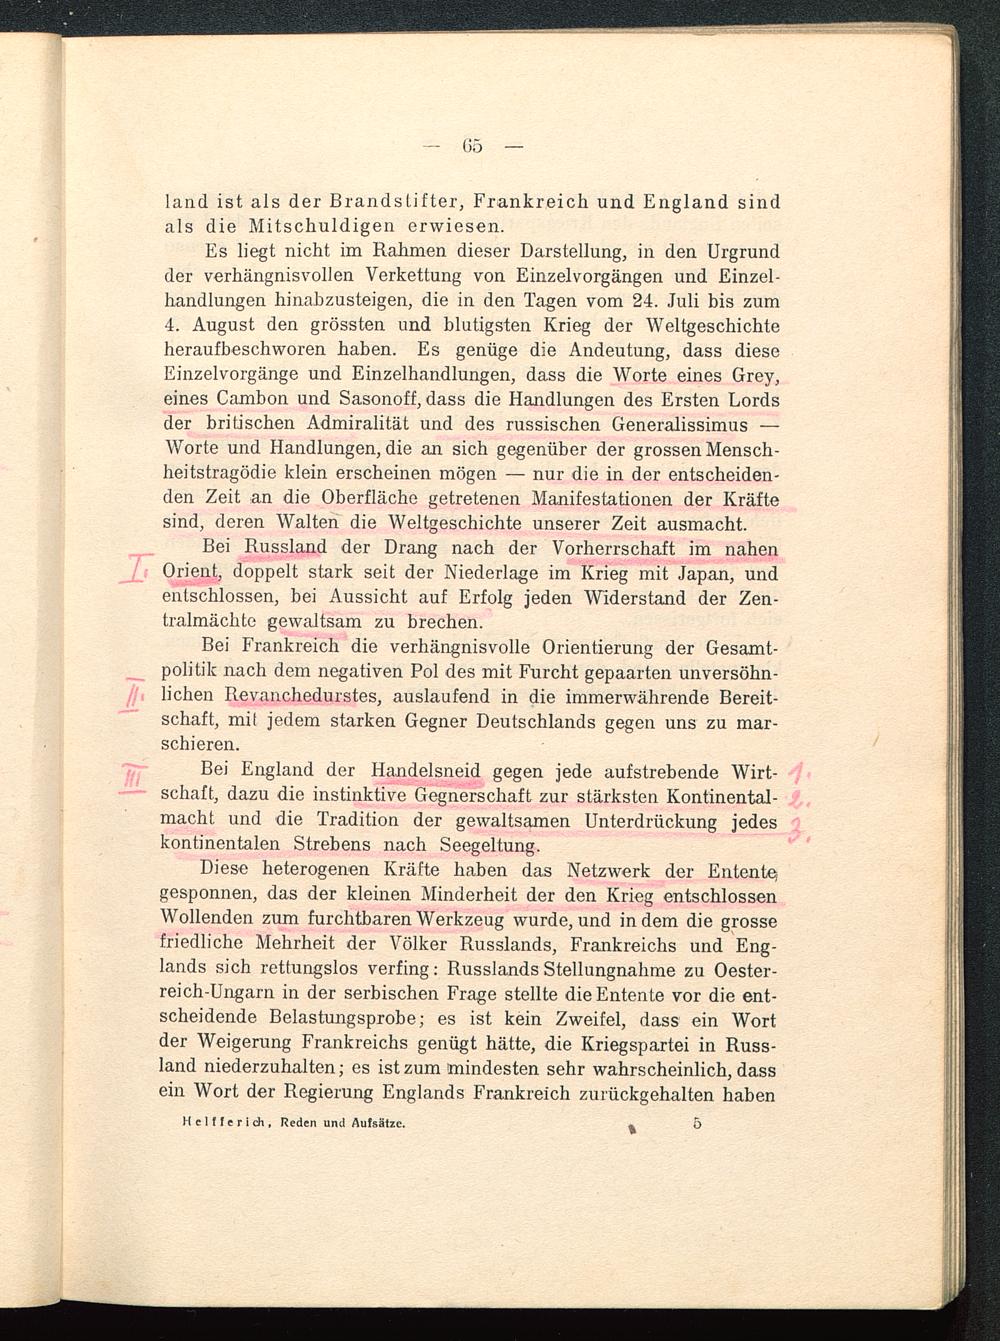 — 65 —
land ist als der Brandstifter, Frankreich und England sind
als die Mitschuldigen erwiesen.
Es liegt nicht im Rahmen dieser Darstellung, in den Urgrund
der verhängnisvollen Verkettung von Einzelvorgängen und Einzel-
handlungen hinabzusteigen, die in den Tagen vom 24. Juli bis zum
4. August den grössten und blutigsten Krieg der Weltgeschichte
heraufbeschworen haben. Es genüge die Andeutung, dass diese
Einzelvorgänge und Einzelhandlungen, dass die Worte eines Grey,
eines Cambon und Sasonoff, dass die Handlungen des Ersten Lords
der britischen Admiralität und des russischen Generalissimus —
Worte und Handlungen, die an sich gegenüber der grossen Mensch-
heitstragödie klein erscheinen mögen — nur die in der entscheiden-
den Zeit an die Oberfläche getretenen Manifestationen der Kräfte
sind, deren Walten die Weltgeschichte unserer Zeit ausmacht.
Bei Russland der Drang nach der Vorherrschaft im nahen
I. Orient, doppelt stark seit der Niederlage im Krieg mit Japan, und
entschlossen, bei Aussicht auf Erfolg jeden Widerstand der Zen-
tralmächte gewaltsam zu brechen.
Bei Frankreich die verhängnisvolle Orientierung der Gesamt-
politik nach dem negativen Pol des mit Furcht gepaarten unversöhn-
II. lichen Revanchedurstes, auslaufend in die immerwährende Bereit-
schaft, mit jedem starken Gegner Deutschlands gegen uns zu mar-
schieren.
III Bei England der Handelsneid gegen jede aufstrebende Wirt- 1.
schaft, dazu die instinktive Gegnerschaft zur stärksten Kontinental- 2.
macht und die Tradition der gewaltsamen Unterdrückung jedes 3.
kontinentalen Strebens nach Seegeltung.
Diese heterogenen Kräfte haben das Netzwerk der Entente
gesponnen, das der kleinen Minderheit der den Krieg entschlossen
Wollenden zum furchtbaren Werkzeug wurde, und in dem die grosse
friedliche Mehrheit der Völker Russlands, Frankreichs und Eng-
lands sich rettungslos verfing: Russlands Stellungnahme zu Oester-
reich-Ungarn in der serbischen Frage stellte die Entente vor die ent-
scheidende Belastungsprobe; es ist kein Zweifel, dass ein Wort
der Weigerung Frankreichs genügt hätte, die Kriegspartei in Russ-
land niederzuhalten; es ist zum mindesten sehr wahrscheinlich, dass
ein Wort der Regierung Englands Frankreich zurückgehalten haben
Helfferich, Reden und Aufsätze. 5